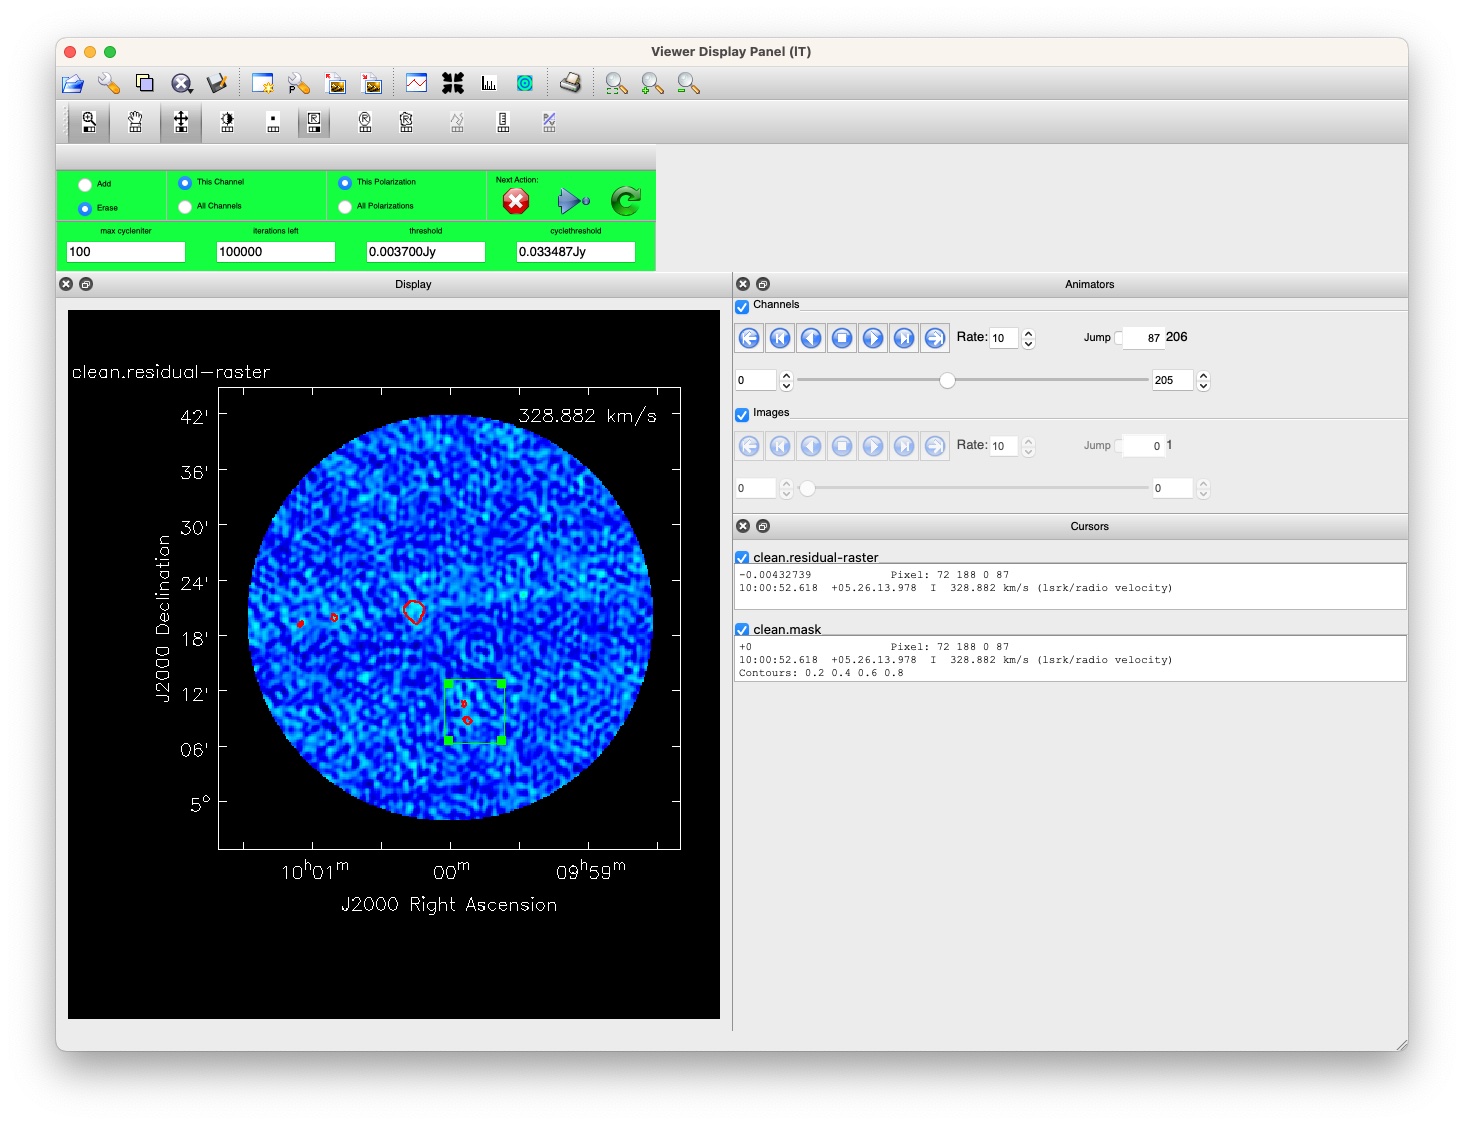 Viewer Display Panel (IT)
Add
This Channel
This Polarization
Next Action:
Erase
All Channels
All Polarizations
max cycleniter
iterations left
threshold
cyclethreshold
100
100000
0.003700Jy
0.033487Jy
Display
clean.residual-raster
328.882 km/s
42'
36'
30'
24'
18'
12'
06'
5°
J2000 Declination
10h01m
00m
09h59m
J2000 Right Ascension
Animators
Channels
Rate: 10
Jump 87 206
0
205
Images
Rate: 10
Jump 0 1
0
0
Cursors
clean.residual-raster
-0.00432739 Pixel: 72 188 0 87
10:00:52.618 +05.26.13.978 I 328.882 km/s (lsrk/radio velocity)
clean.mask
+0 Pixel: 72 188 0 87
10:00:52.618 +05.26.13.978 I 328.882 km/s (lsrk/radio velocity)
Contours: 0.2 0.4 0.6 0.8